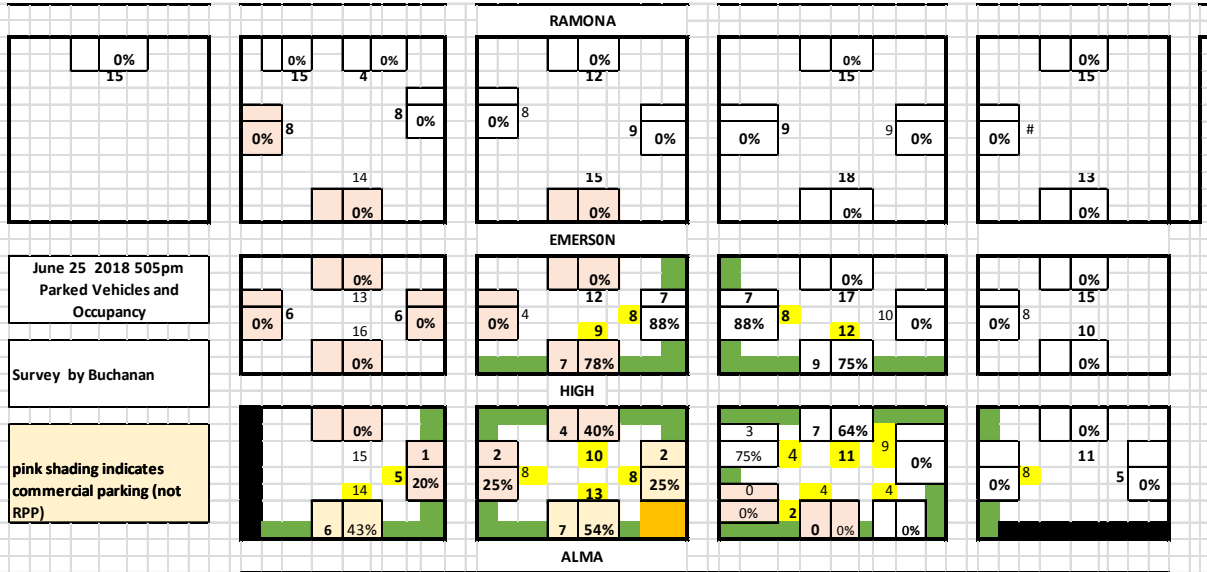 RAMONA
0% 0% 0% 0% 0% 0%
15 15 4 12 15 15
8 8 8 9 9 9 #
0% 0% 0% 0% 0% 0% 0%
14 15 18 13
0% 0% 0% 0%
EMERSON
June 25 2018 505pm
Parked Vehicles and
Occupancy
0% 0% 0% 0%
13 12 7 7 17 15
0% 6 6 0% 0% 4 8 88% 88% 8 10 0% 0% 8
16 9 12 10
0% 7 78% 9 75% 0%
Survey by Buchanan
HIGH
pink shading indicates
commercial parking (not
RPP)
0% 4 40% 3 7 64% 0%
15 1 2 10 2 75% 4 11 9 11
5 20% 25% 8 8 25% 0% 0% 8 5 0%
14 13 0 4 4
0% 2
6 43% 7 54% 0 0% 0%
ALMA